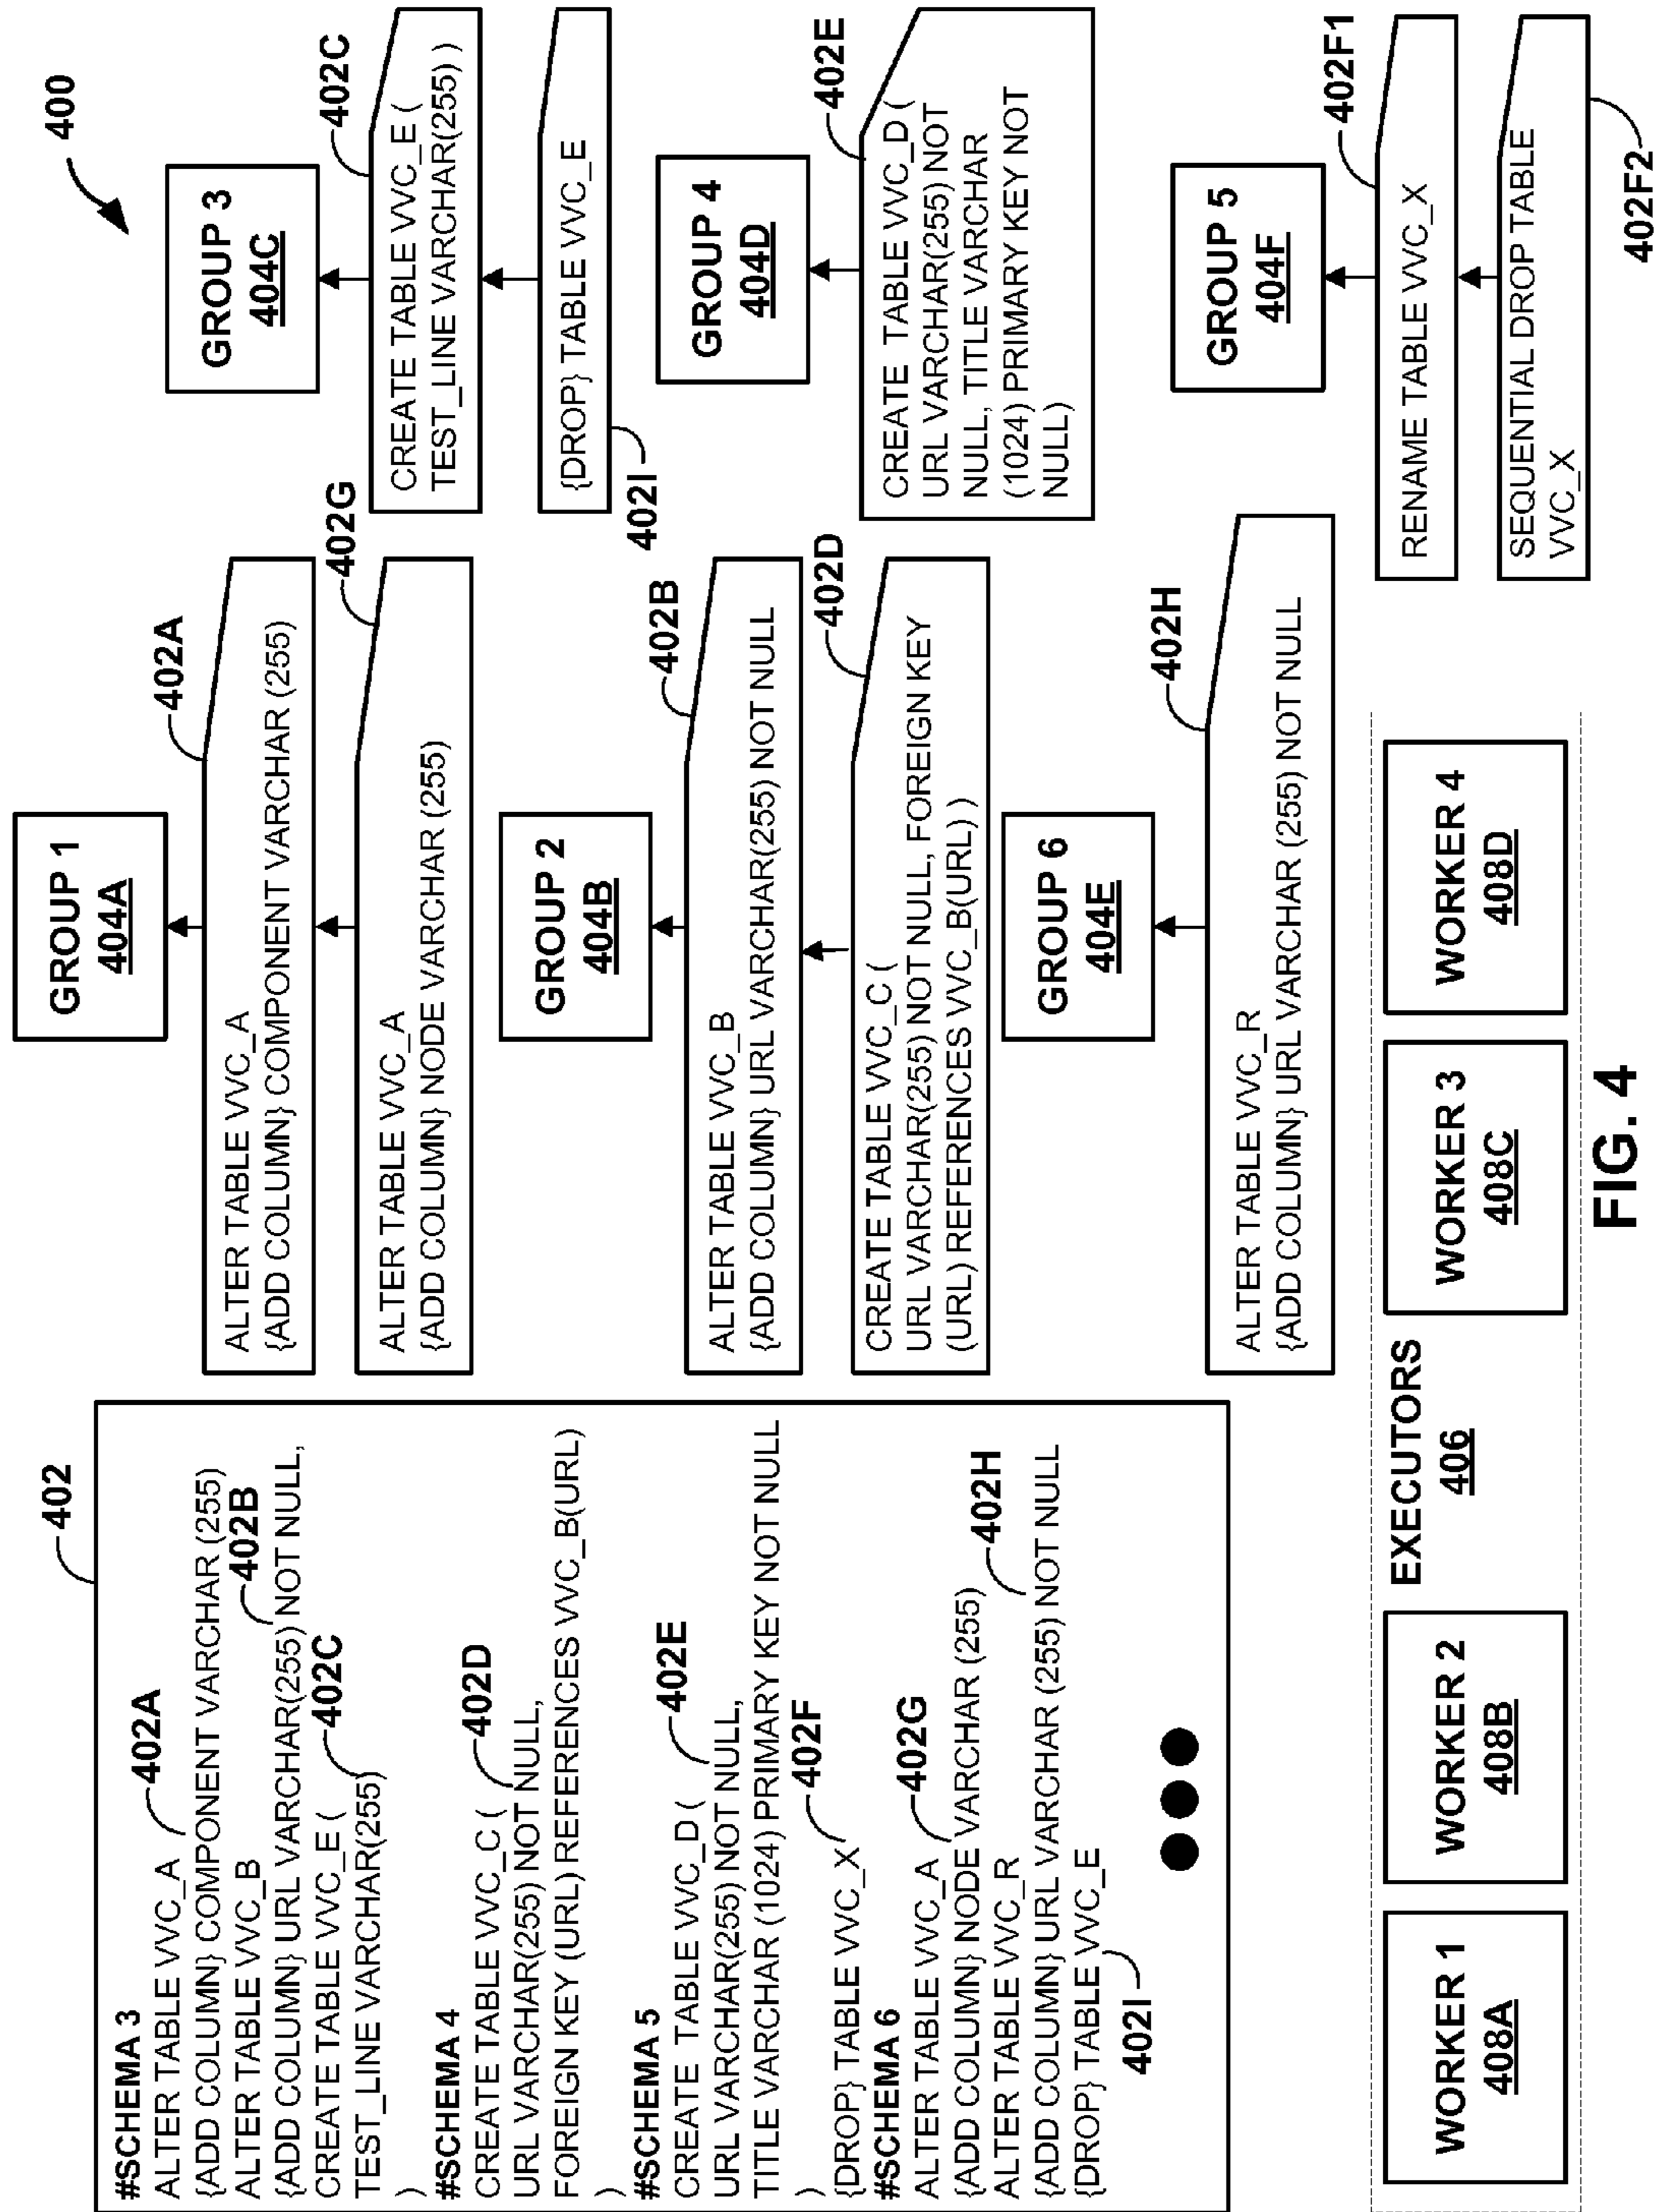 400
402
#SCHEMA 3
402A
ALTER TABLE VVC_A
{ADD COLUMN} COMPONENT VARCHAR (255)
ALTER TABLE VVC_B
402B
{ADD COLUMN} URL VARCHAR(255) NOT NULL,
CREATE TABLE VVC_E (
402C
TEST_LINE VARCHAR(255)
)
#SCHEMA 4
402D
CREATE TABLE VVC_C (
URL VARCHAR(255) NOT NULL,
FOREIGN KEY (URL) REFERENCES VVC_B(URL)
)
#SCHEMA 5
402E
CREATE TABLE VVC_D (
URL VARCHAR(255) NOT NULL,
TITLE VARCHAR (1024) PRIMARY KEY NOT NULL
)
402F
{DROP} TABLE VVC_X
#SCHEMA 6
402G
ALTER TABLE VVC_A
{ADD COLUMN} NODE VARCHAR (255)
ALTER TABLE VVC_R
402H
{ADD COLUMN} URL VARCHAR (255) NOT NULL
{DROP} TABLE VVC_E
402I
GROUP 1
404A
402A
ALTER TABLE VVC_A
{ADD COLUMN} COMPONENT VARCHAR (255)
402G
ALTER TABLE VVC_A
{ADD COLUMN} NODE VARCHAR (255)
GROUP 2
404B
402B
ALTER TABLE VVC_B
{ADD COLUMN} URL VARCHAR(255) NOT NULL
402D
CREATE TABLE VVC_C (
URL VARCHAR(255) NOT NULL, FOREIGN KEY
(URL) REFERENCES VVC_B(URL) )
GROUP 6
404E
402H
ALTER TABLE VVC_R
{ADD COLUMN} URL VARCHAR (255) NOT NULL
GROUP 3
404C
402C
CREATE TABLE VVC_E (
TEST_LINE VARCHAR(255) )
{DROP} TABLE VVC_E
402I
GROUP 4
404D
402E
CREATE TABLE VVC_D (
URL VARCHAR(255) NOT
NULL, TITLE VARCHAR
(1024) PRIMARY KEY NOT
NULL)
GROUP 5
404F
402F1
RENAME TABLE VVC_X
SEQUENTIAL DROP TABLE
VVC_X
402F2
WORKER 1
408A
WORKER 2
408B
EXECUTORS
406
WORKER 3
408C
WORKER 4
408D
FIG. 4